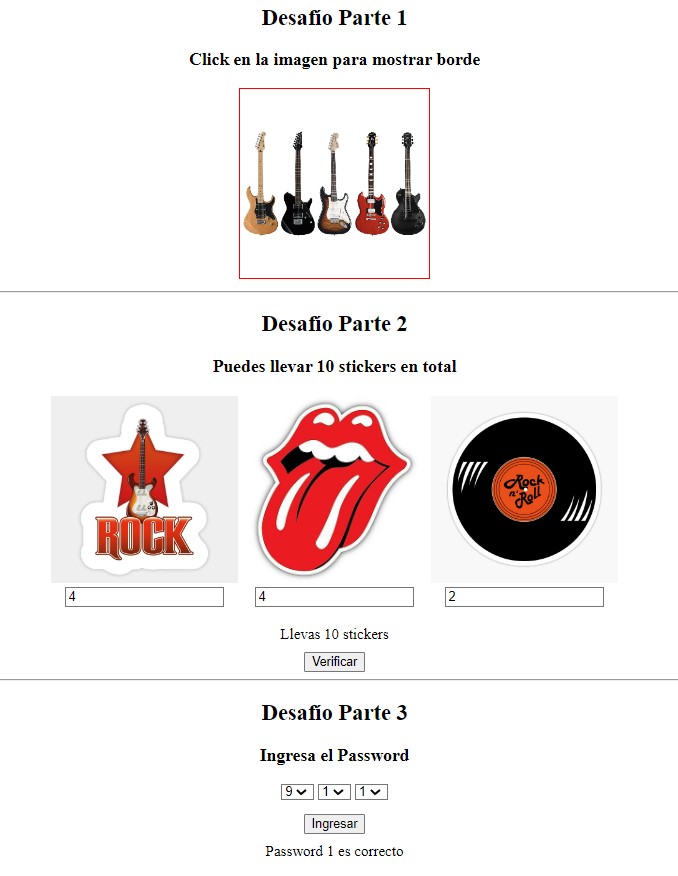 Desafío Parte 1
Click en la imagen para mostrar borde
Desafío Parte 2
Puedes llevar 10 stickers en total
ROCK
Rock
n'
Roll
4 4 2
Llevas 10 stickers
Verificar
Desafío Parte 3
Ingresa el Password
9 1 1
Ingresar
Password 1 es correcto